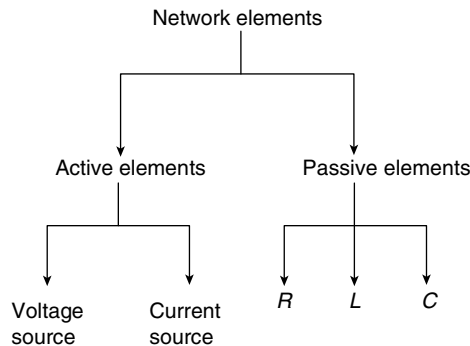 Network elements
Active elements
Passive elements
Voltage source
Current source
R
L
C